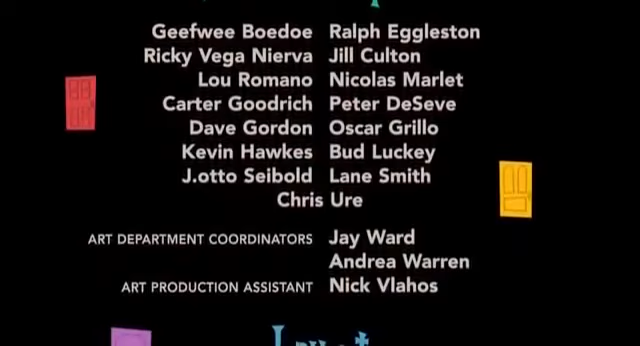 Geefwee Boedoe Ralph Eggleston
Ricky Vega Nierva Jill Culton
Lou Romano Nicolas Marlet
Carter Goodrich Peter DeSeve
Dave Gordon Oscar Grillo
Kevin Hawkes Bud Luckey
J.otto Seibold Lane Smith
Chris Ure
ART DEPARTMENT COORDINATORS Jay Ward
Andrea Warren
ART PRODUCTION ASSISTANT Nick Vlahos